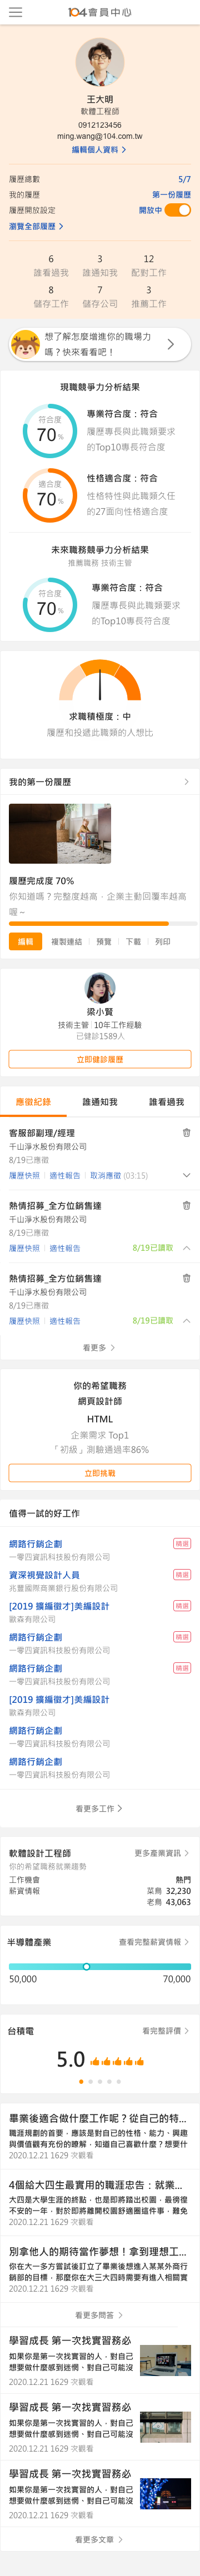 104會員中心
王大明
軟體工程師
0912123456
ming.wang@104.com.tw
編輯個人資料
履歷總數 5/7
我的履歷 第一份履歷
履歷開放設定 開放中
瀏覽全部履歷
6 3 12
誰看過我 誰通知我 配對工作
8 7 3
儲存工作 儲存公司 推薦工作
想了解怎麼增進你的職場力
嗎？快來看看吧！
現職競爭力分析結果
符合度
70%
專業符合度：符合
履歷專長與此職類要求
的Top10專長符合度
適合度
70%
性格適合度：符合
性格特性與此職類久任
的27面向性格適合度
未來職務競爭力分析結果
推薦職務 技術主管
符合度
70%
專業符合度：符合
履歷專長與此職類要求
的Top10專長符合度
求職積極度：中
履歷和投遞此職類的人想比
我的第一份履歷
履歷完成度 70%
你知道嗎？完整度越高，企業主動回覆率越高
喔～
編輯 複製連結 預覽 下載 列印
梁小賢
技術主管 10年工作經驗
已健診1589人
立即健診履歷
應徵紀錄 誰通知我 誰看過我
客服部副理/經理
千山淨水股份有限公司
8/19已應徵
履歷快照 適性報告 取消應徵 (03:15)
熱情招募_全方位銷售達
千山淨水股份有限公司
8/19已應徵
履歷快照 適性報告 8/19已讀取
熱情招募_全方位銷售達
千山淨水股份有限公司
8/19已應徵
履歷快照 適性報告 8/19已讀取
看更多
你的希望職務
網頁設計師
HTML
企業需求 Top1
「初級」測驗通過率86%
立即挑戰
值得一試的好工作
網路行銷企劃 精選
一零四資訊科技股份有限公司
資深視覺設計人員 精選
兆豐國際商業銀行股份有限公司
[2019 擴編徵才]美編設計 精選
歐森有限公司
網路行銷企劃 精選
一零四資訊科技股份有限公司
網路行銷企劃 精選
一零四資訊科技股份有限公司
[2019 擴編徵才]美編設計
歐森有限公司
網路行銷企劃
一零四資訊科技股份有限公司
網路行銷企劃
一零四資訊科技股份有限公司
看更多工作
軟體設計工程師 更多產業資訊
你的希望職務就業趨勢
工作機會 熱門
薪資情報 菜鳥 32,230
老鳥 43,063
半導體產業 查看完整薪資情報
50,000 70,000
台積電 看完整評價
5.0
畢業後適合做什麼工作呢？從自己的特...
職涯規劃的首要，應該是對自己的性格、能力、興趣
與價值觀有充份的瞭解，知道自己喜歡什麼？想要什
2020.12.21 1629 次觀看
4個給大四生最實用的職涯忠告：就業...
大四是大學生涯的終點，也是即將踏出校園，最徬徨
不安的一年，對於即將離開校園舒適圈這件事，難免
2020.12.21 1629 次觀看
別拿他人的期待當作夢想！拿到理想工...
你在大一多方嘗試後訂立了畢業後想進入某某外商行
銷部的目標，那麼你在大三大四時需要有進入相關實
2020.12.21 1629 次觀看
看更多問答
學習成長 第一次找實習務必
如果你是第一次找實習的人，對自己
想要做什麼感到迷惘、對自己可能沒
2020.12.21 1629 次觀看
學習成長 第一次找實習務必
如果你是第一次找實習的人，對自己
想要做什麼感到迷惘、對自己可能沒
2020.12.21 1629 次觀看
學習成長 第一次找實習務必
如果你是第一次找實習的人，對自己
想要做什麼感到迷惘、對自己可能沒
2020.12.21 1629 次觀看
看更多文章